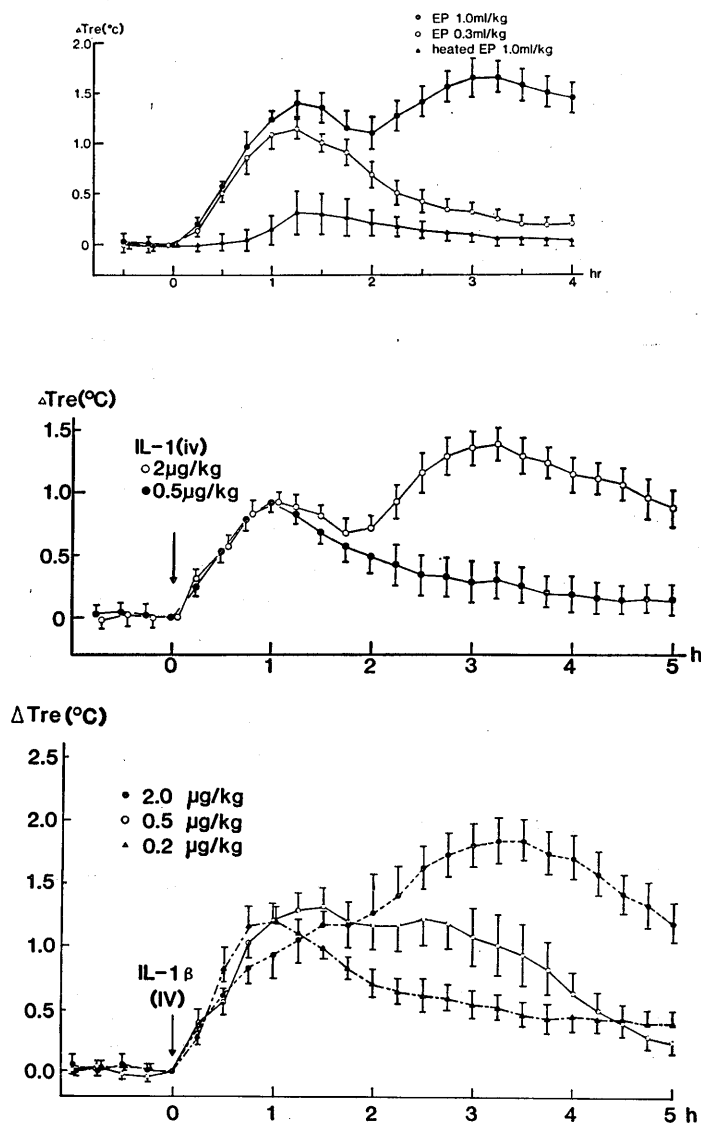 ΔTre(°c)
● EP 1.0ml/kg
○ EP 0.3ml/kg
▲ heated EP 1.0ml/kg
2.0
1.5
1.0
0.5
0
0 1 2 3 4
hr
ΔTre(°C)
1.5
IL-1(iv)
○ 2µg/kg
● 0.5µg/kg
1.0
0.5
0
0 1 2 3 4 5 h
Δ Tre(°C)
2.5
● 2.0 µg/kg
○ 0.5 µg/kg
▲ 0.2 µg/kg
2.0
1.5
1.0
IL-1β
(IV)
0.5
0.0
0 1 2 3 4 5 h